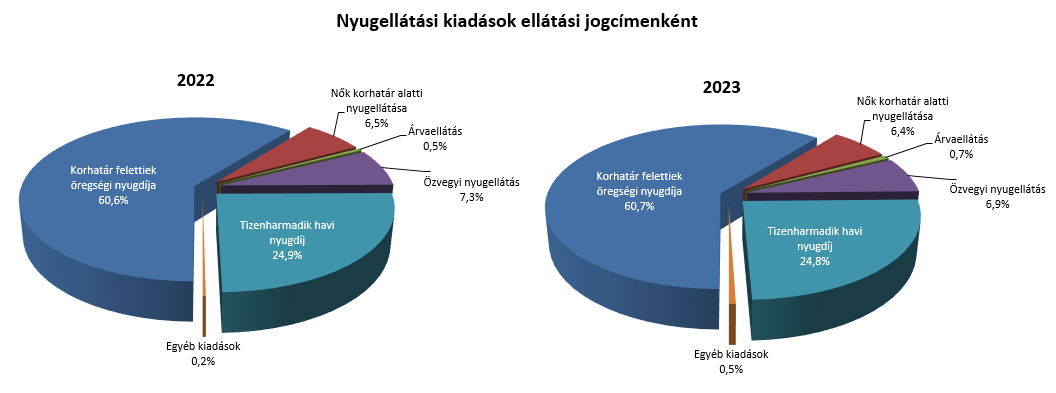 Nyugellátási kiadások ellátási jogcímenként
2022
Nők korhatár alatti
nyugellátása
6,5%
Árvaellátás
0,5%
Korhatár felettiek
öregségi nyugdíja
60,6%
Özvegyi nyugellátás
7,3%
Tizenharmadik havi
nyugdíj
24,9%
Egyéb kiadások
0,2%
2023
Nők korhatár alatti
nyugellátása
6,4%
Árvaellátás
0,7%
Korhatár felettiek
öregségi nyugdíja
60,7%
Özvegyi nyugellátás
6,9%
Tizenharmadik havi
nyugdíj
24,8%
Egyéb kiadások
0,5%